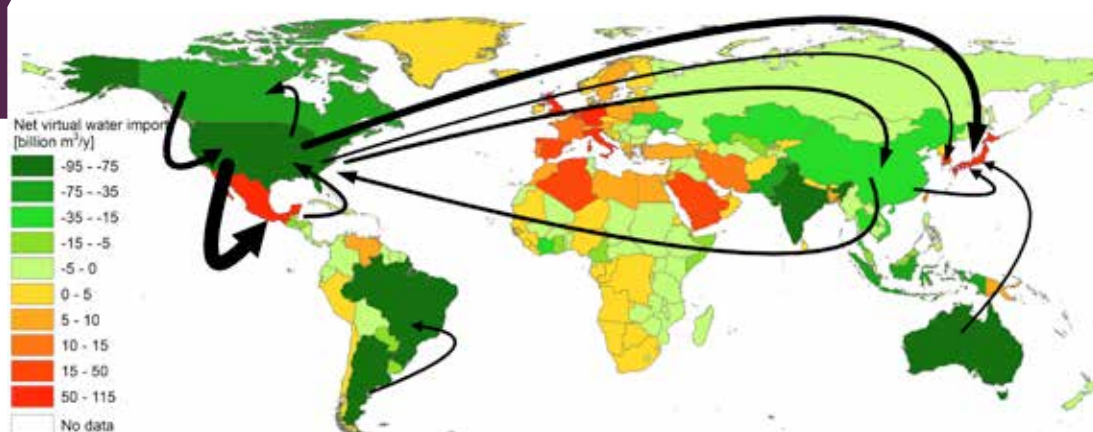 Net virtual water import
[billion m³/y]
-95 - -75
-75 - -35
-35 - -15
-15 - -5
-5 - 0
0 - 5
5 - 10
10 - 15
15 - 50
50 - 115
No data